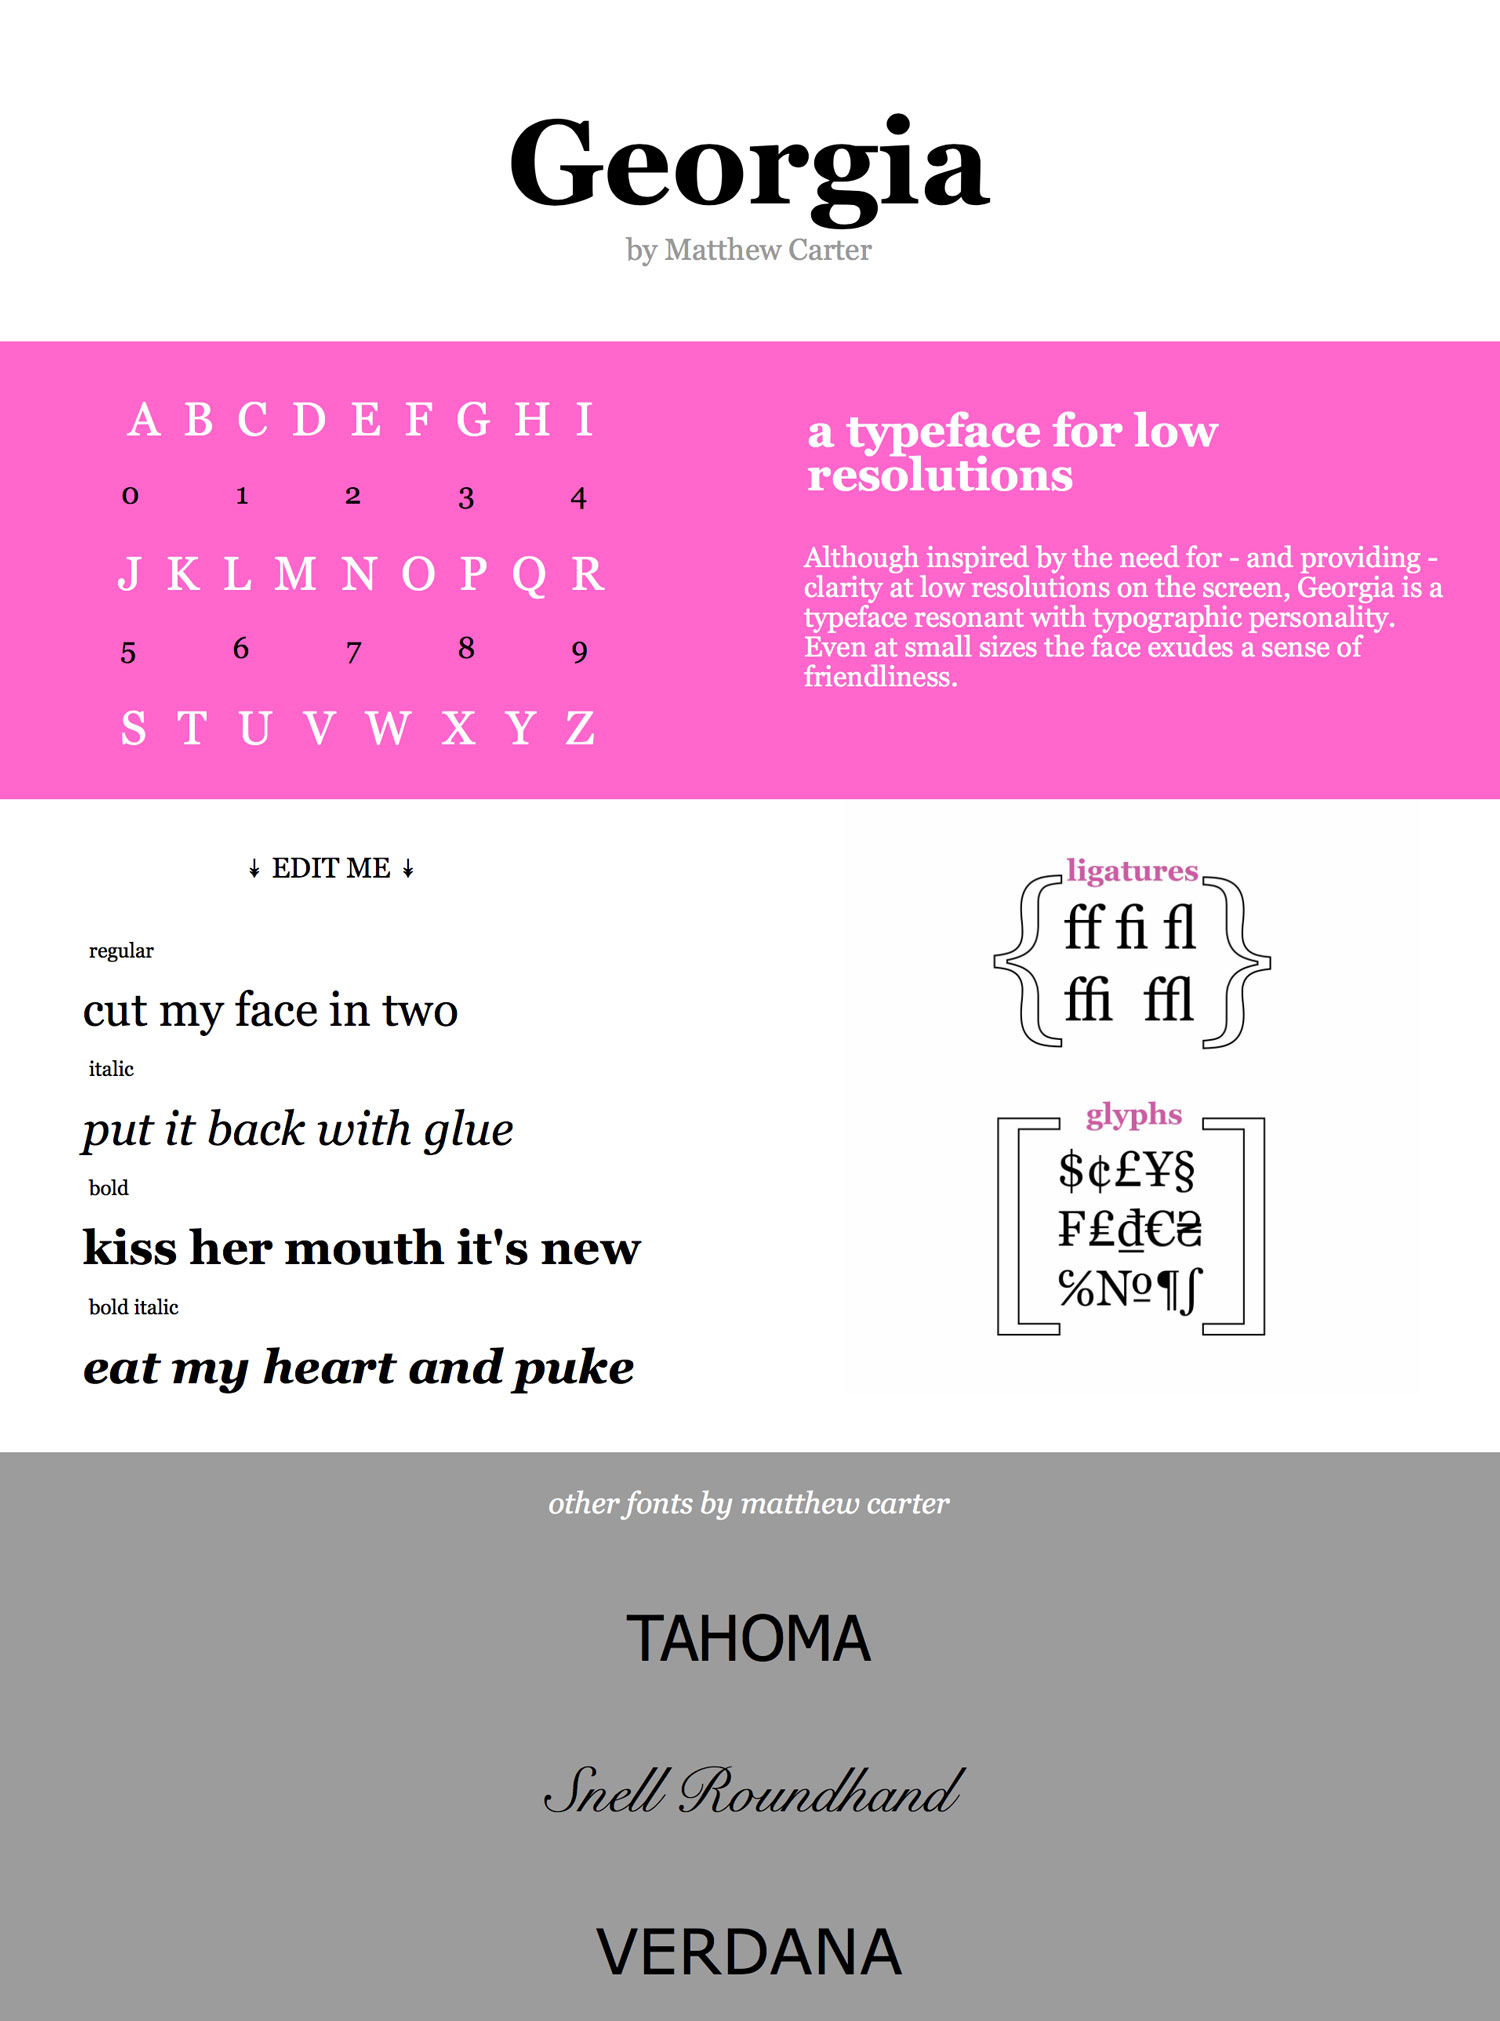 Georgia
by Matthew Carter
A B C D E F G H I
0 1 2 3 4
J K L M N O P Q R
5 6 7 8 9
S T U V W X Y Z
a typeface for low
resolutions
Although inspired by the need for - and providing -
clarity at low resolutions on the screen, Georgia is a
typeface resonant with typographic personality.
Even at small sizes the face exudes a sense of
friendliness.
↡ EDIT ME ↡
regular
cut my face in two
italic
put it back with glue
bold
kiss her mouth it's new
bold italic
eat my heart and puke
ligatures
{ff fi fl
ffi ffl}
glyphs
[$¢£¥§
₣₤₫€₴
℅№¶∫]
other fonts by matthew carter
TAHOMA
Snell Roundhand
VERDANA